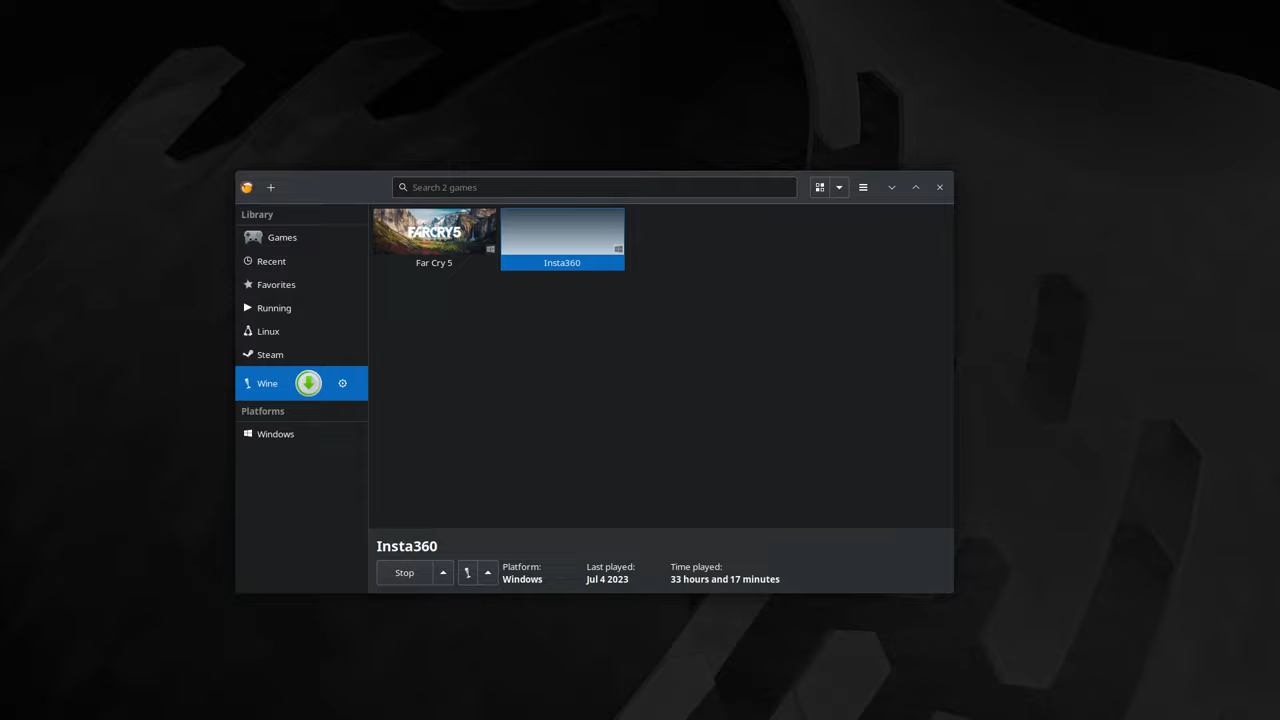 Search 2 games
Library
Games
Recent
Favorites
Running
Linux
Steam
Wine
Platforms
Windows
FARCRY5
Far Cry 5
Insta360
Insta360
Stop
Platform:
Windows
Last played:
Jul 4 2023
Time played:
33 hours and 17 minutes